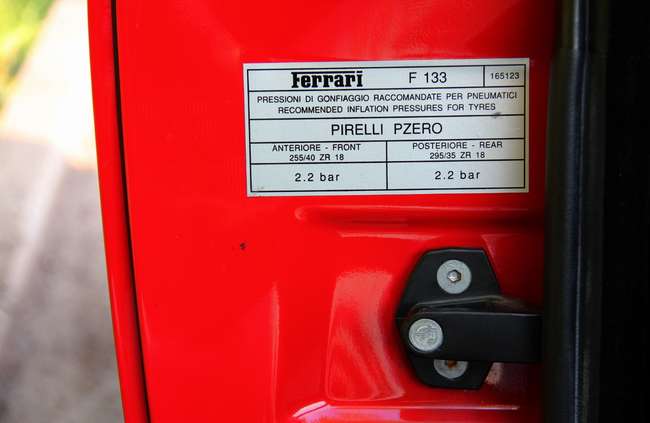 Ferrari F 133 165123
PRESSIONI DI GONFIAGGIO RACCOMANDATE PER PNEUMATICI
RECOMMENDED INFLATION PRESSURES FOR TYRES
PIRELLI PZERO
ANTERIORE - FRONT POSTERIORE - REAR
255/40 ZR 18 295/35 ZR 18
2.2 bar 2.2 bar